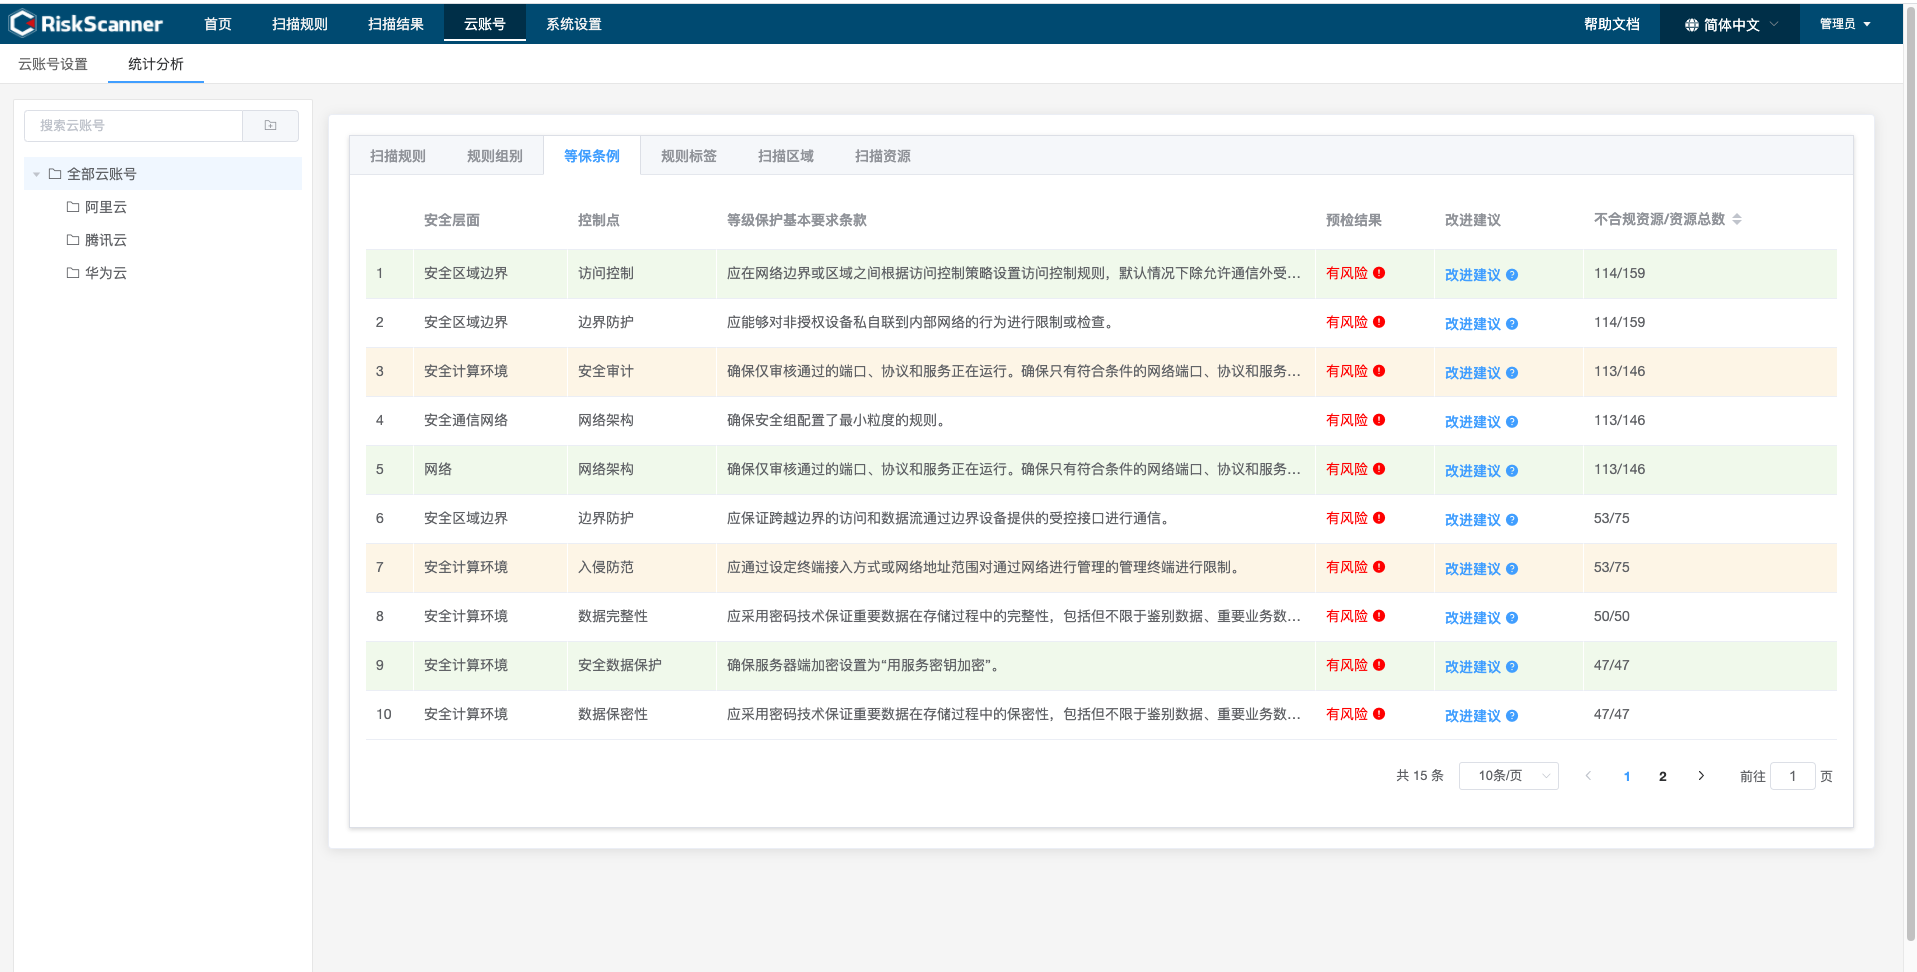 RiskScanner 首页 扫描规则 扫描结果 云账号 系统设置 帮助文档 简体中文 管理员
云账号设置 统计分析
搜索云账号
全部云账号
阿里云
腾讯云
华为云
扫描规则 规则组别 等保条例 规则标签 扫描区域 扫描资源
安全层面 控制点 等级保护基本要求条款 预检结果 改进建议 不合规资源/资源总数
1 安全区域边界 访问控制 应在网络边界或区域之间根据访问控制策略设置访问控制规则，默认情况下除允许通信外受... 有风险 改进建议 114/159
2 安全区域边界 边界防护 应能够对非授权设备私自联到内部网络的行为进行限制或检查。 有风险 改进建议 114/159
3 安全计算环境 安全审计 确保仅审核通过的端口、协议和服务正在运行。确保只有符合条件的网络端口、协议和服务... 有风险 改进建议 113/146
4 安全通信网络 网络架构 确保安全组配置了最小粒度的规则。 有风险 改进建议 113/146
5 网络 网络架构 确保仅审核通过的端口、协议和服务正在运行。确保只有符合条件的网络端口、协议和服务... 有风险 改进建议 113/146
6 安全区域边界 边界防护 应保证跨越边界的访问和数据流通过边界设备提供的受控接口进行通信。 有风险 改进建议 53/75
7 安全计算环境 入侵防范 应通过设定终端接入方式或网络地址范围对通过网络进行管理的管理终端进行限制。 有风险 改进建议 53/75
8 安全计算环境 数据完整性 应采用密码技术保证重要数据在存储过程中的完整性，包括但不限于鉴别数据、重要业务数... 有风险 改进建议 50/50
9 安全计算环境 安全数据保护 确保服务器端加密设置为“用服务密钥加密”。 有风险 改进建议 47/47
10 安全计算环境 数据保密性 应采用密码技术保证重要数据在存储过程中的保密性，包括但不限于鉴别数据、重要业务数... 有风险 改进建议 47/47
共 15 条 10条/页 1 2 前往 1 页